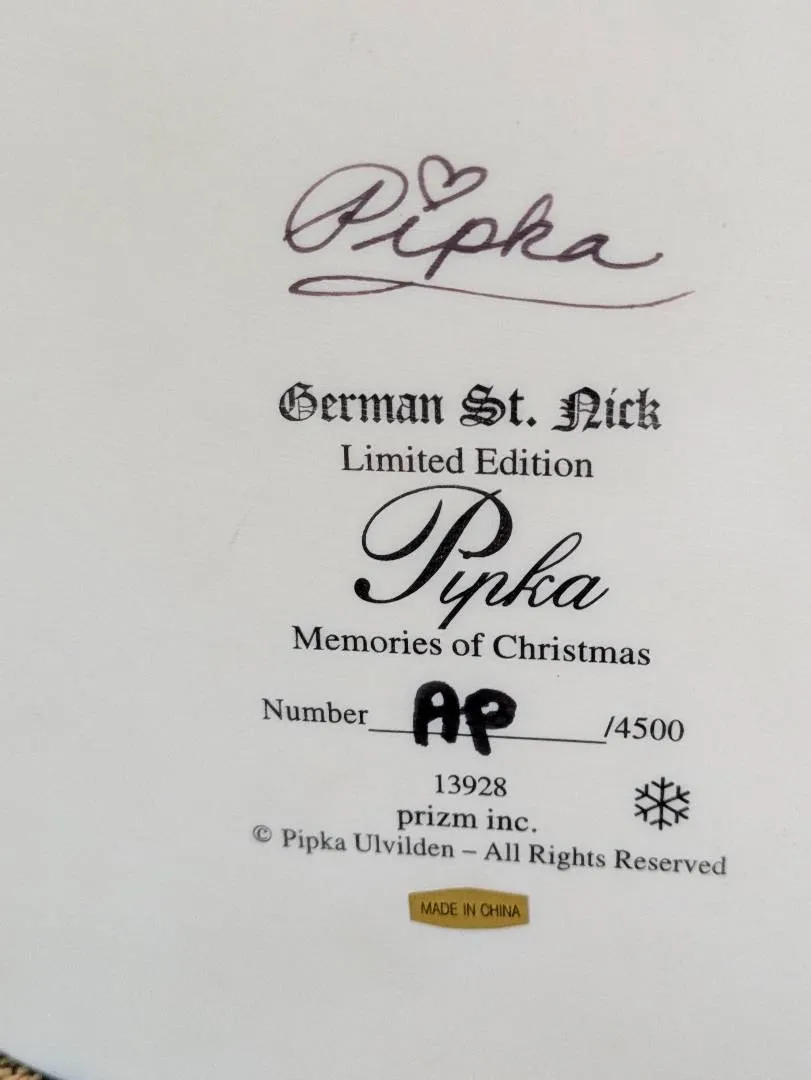 Pipka
German St. Nick
Limited Edition
Pipka
Memories of Christmas
Number AP /4500
13928
prizm inc.
© Pipka Ulvilden – All Rights Reserved
MADE IN CHINA